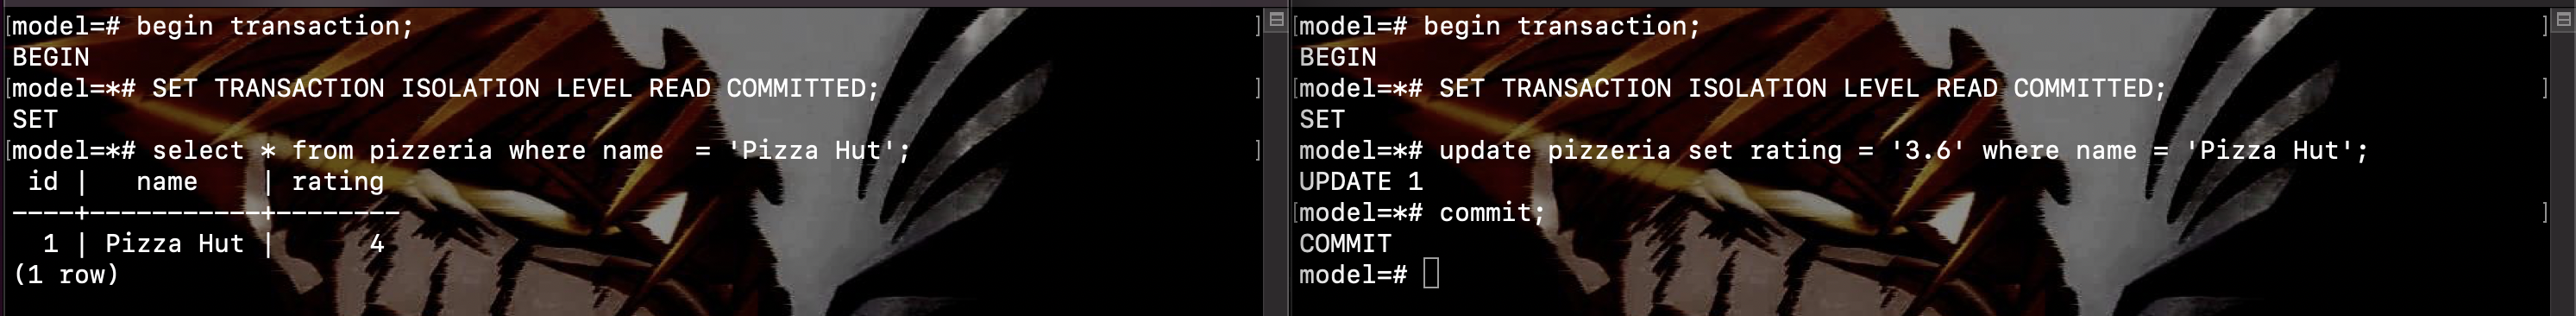 model=# begin transaction;
BEGIN
model=*# SET TRANSACTION ISOLATION LEVEL READ COMMITTED;
SET
model=*# select * from pizzeria where name  = 'Pizza Hut';
 id |   name    | rating
----+-----------+--------
  1 | Pizza Hut |      4
(1 row)
model=# begin transaction;
BEGIN
model=*# SET TRANSACTION ISOLATION LEVEL READ COMMITTED;
SET
model=*# update pizzeria set rating = '3.6' where name = 'Pizza Hut';
UPDATE 1
model=*# commit;
COMMIT
model=#